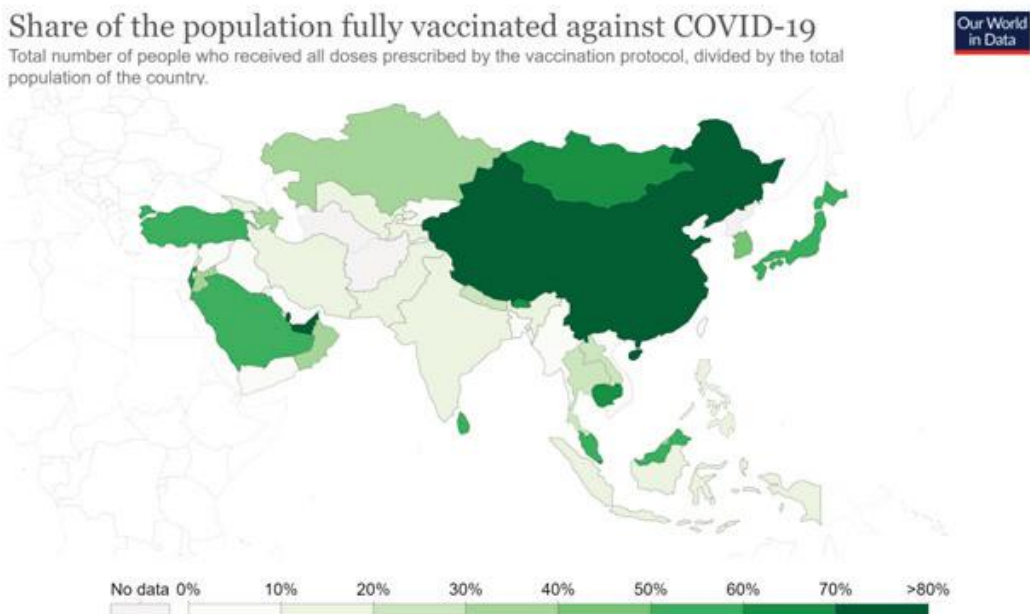 Share of the population fully vaccinated against COVID-19
Our World
in Data
Total number of people who received all doses prescribed by the vaccination protocol, divided by the total
population of the country.
No data 0% 10% 20% 30% 40% 50% 60% 70% >80%